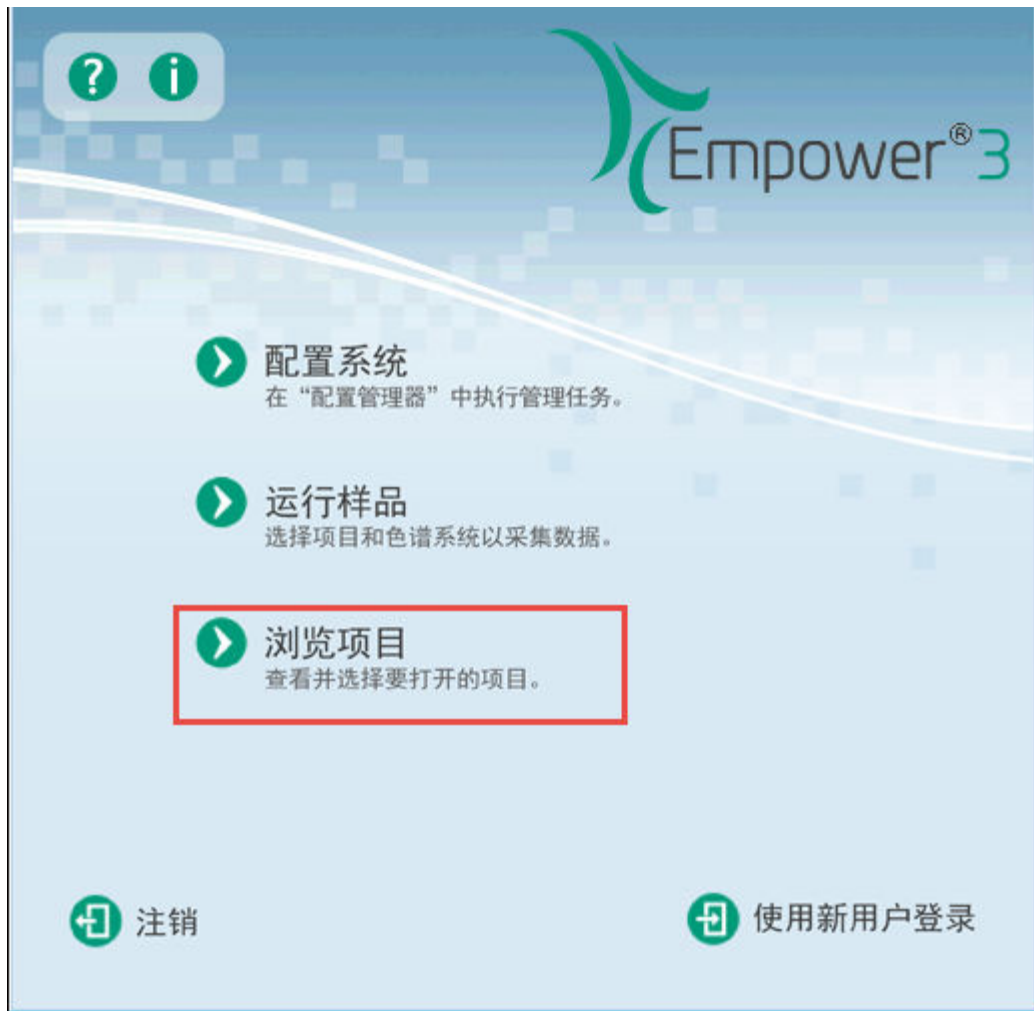 ? i
Empower®3
配置系统
在“配置管理器”中执行管理任务。
运行样品
选择项目和色谱系统以采集数据。
浏览项目
查看并选择要打开的项目。
注销
使用新用户登录